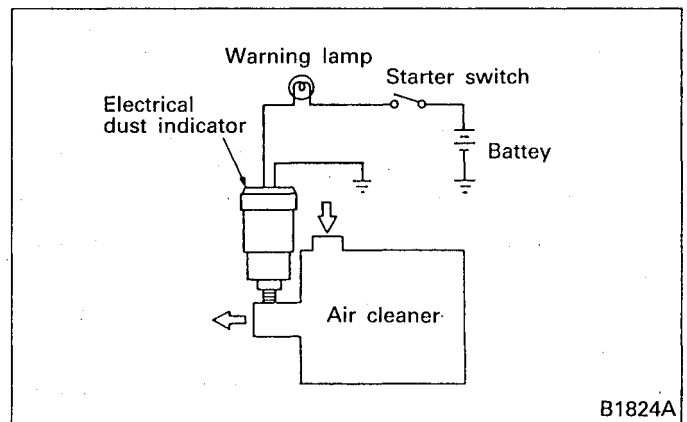 Warning lamp
Starter switch
Electrical
dust indicator
Battey
Air cleaner
B1824A